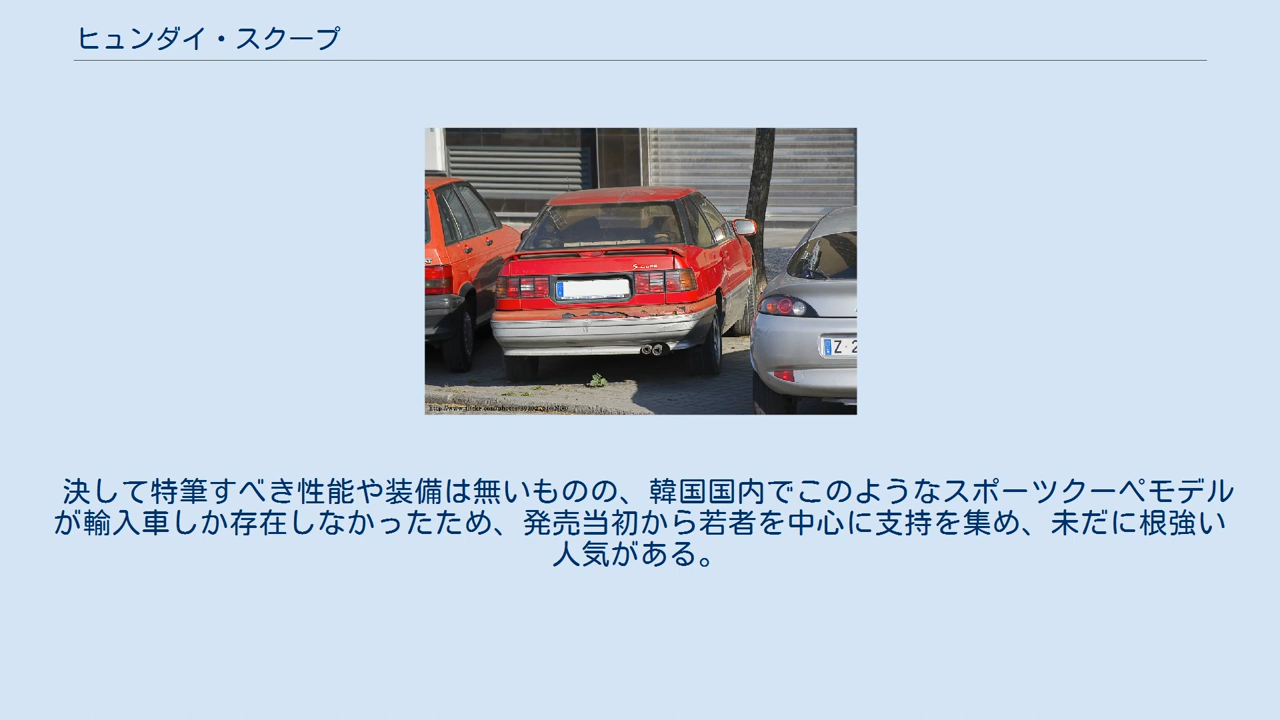 ヒュンダイ・スクープ
Z
決して特筆すべき性能や装備は無いものの、韓国国内でこのようなスポーツクーペモデル
が輸入車しか存在しなかったため、発売当初から若者を中心に支持を集め、未だに根強い
人気がある。